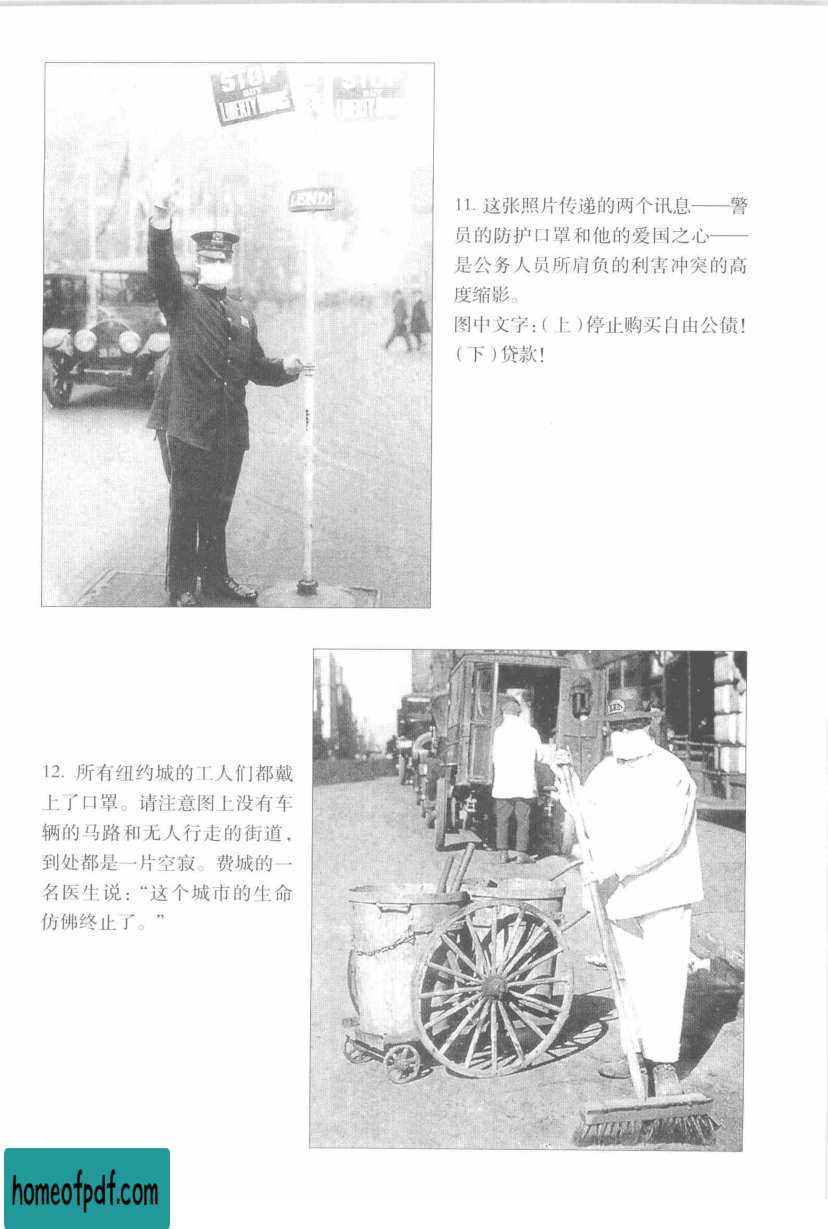 STOP
BUY
LIBERTY BONDS
STOP
BUY
LEND!
11. 这张照片传递的两个讯息——警
员的防护口罩和他的爱国之心——
是公务人员所肩负的利害冲突的高
度缩影。
图中文字:(上)停止购买自由公债!
(下)贷款!
12. 所有纽约城的工人们都戴
上了口罩。请注意图上没有车
辆的马路和无人行走的街道,
到处都是一片空寂。费城的一
名医生说:“这个城市的生命
仿佛终止了。”
homeofpdf.com